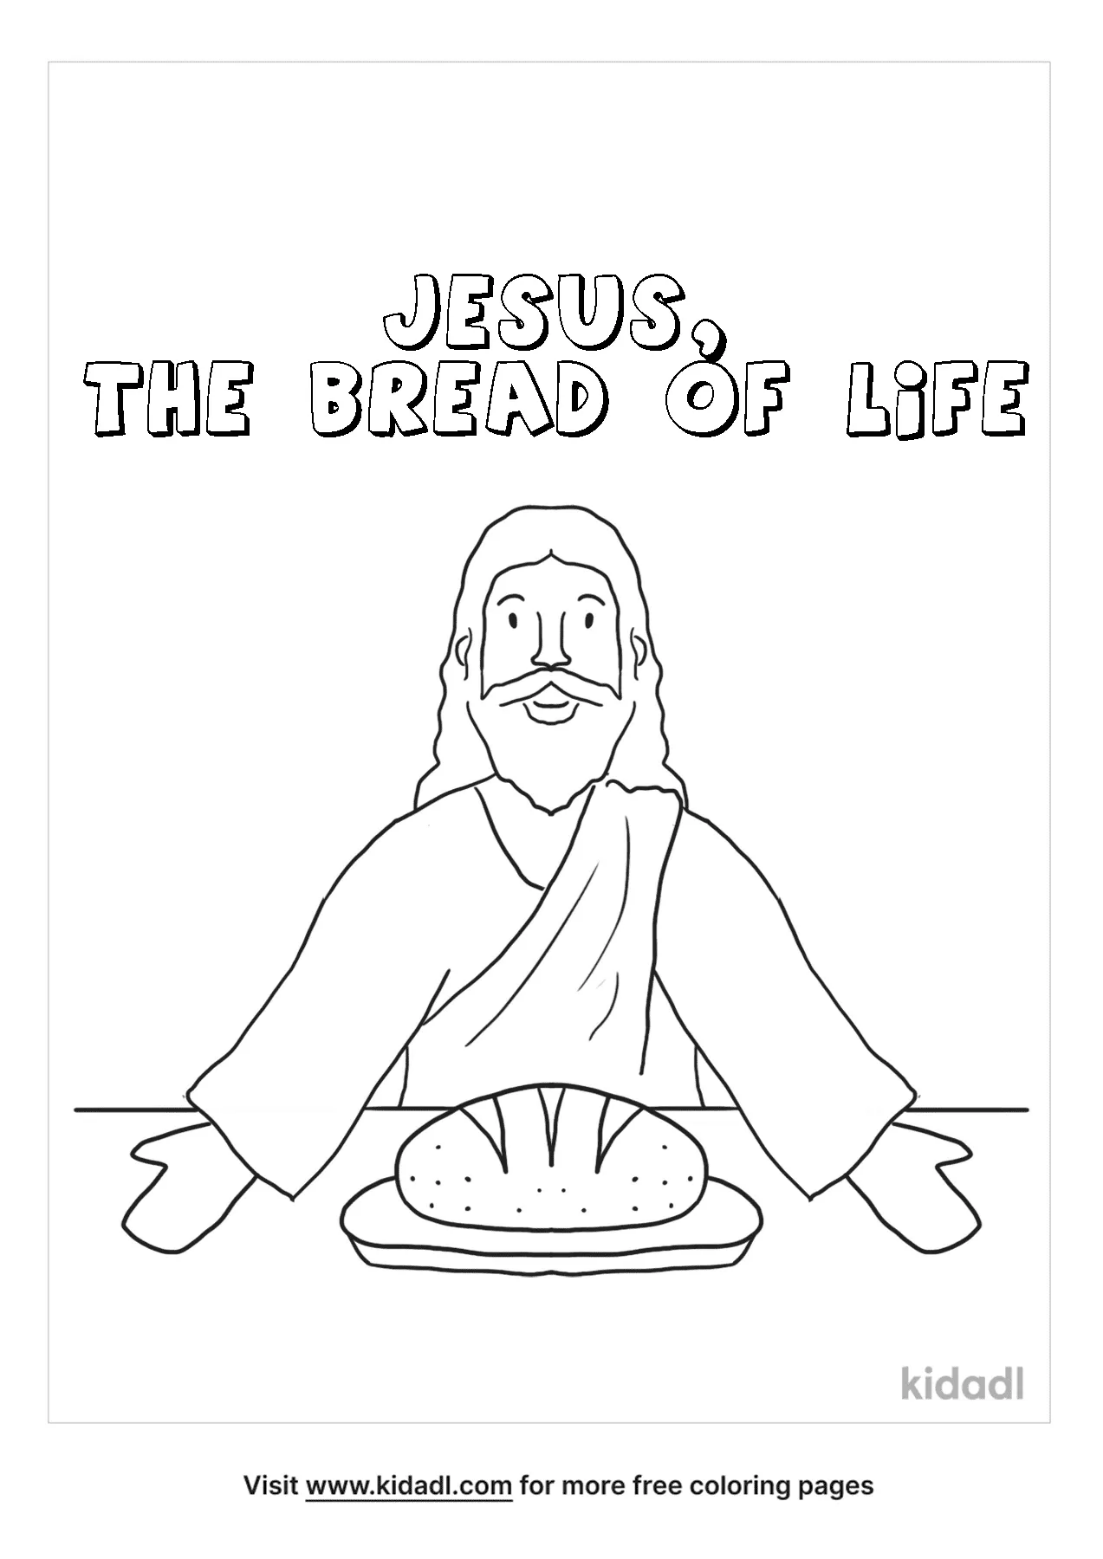 JESUS,
THE BREAD OF LiFE
kidadl
Visit www.kidadl.com for more free coloring pages